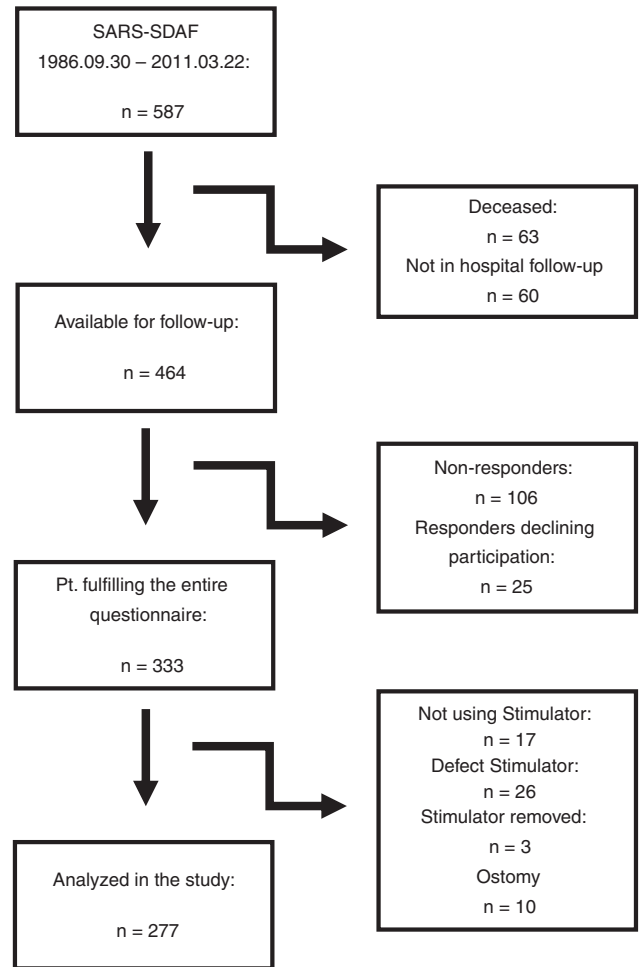 SARS-SDAF
1986.09.30 – 2011.03.22:
n = 587
Deceased:
n = 63
Not in hospital follow-up
n = 60
Available for follow-up:
n = 464
Non-responders:
n = 106
Responders declining
participation:
n = 25
Pt. fulfilling the entire
questionnaire:
n = 333
Not using Stimulator:
n = 17
Defect Stimulator:
n = 26
Stimulator removed:
n = 3
Ostomy
n = 10
Analyzed in the study:
n = 277